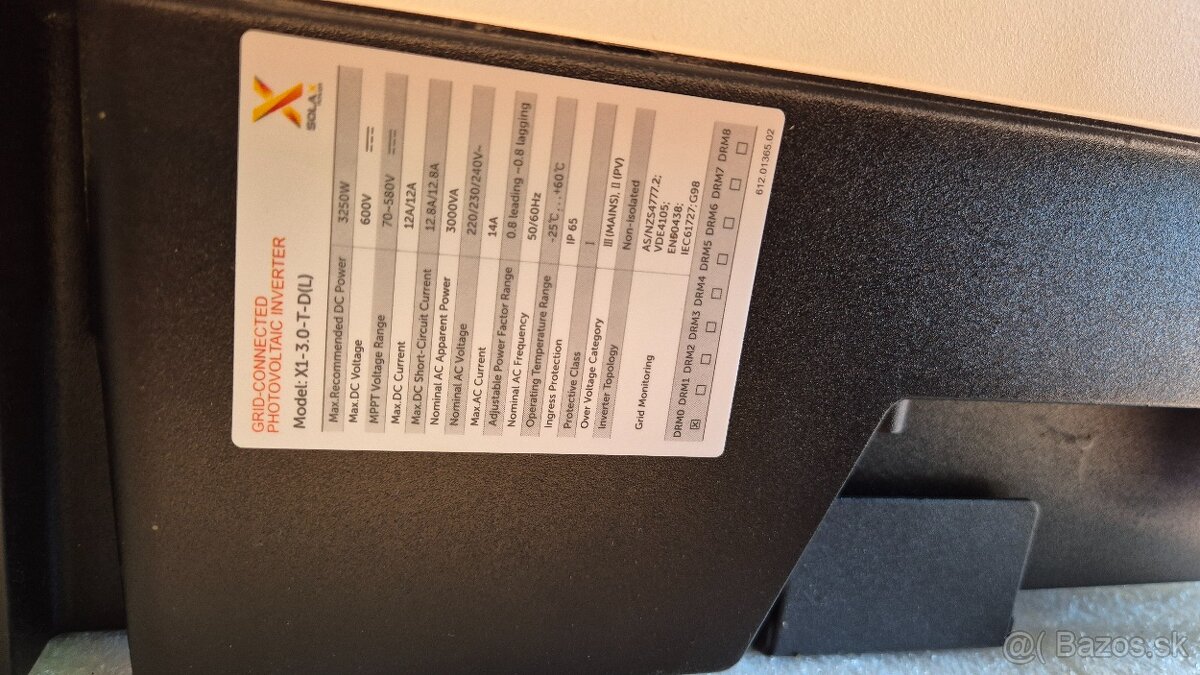 SOLAX
POWER
GRID-CONNECTED
PHOTOVOLTAIC INVERTER
Model: X1-3.0-T-D(L)
Max.Recommended DC Power 3250W
Max.DC Voltage 600V
MPPT Voltage Range 70~580V
Max.DC Current 12A/12A
Max.DC Short-Circuit Current 12.8A/12.8A
Nominal AC Apparent Power 3000VA
Nominal AC Voltage 220/230/240V~
Max.AC Current 14A
Adjustable Power Factor Range 0.8 leading ~0.8 lagging
Nominal AC Frequency 50/60Hz
Operating Temperature Range -25℃...+60℃
Ingress Protection IP 65
Protective Class I
Over Voltage Category III (MAINS), II (PV)
Inverter Topology Non-Isolated
Grid Monitoring AS/NZS4777.2;
VDE4105;
EN50438;
IEC61727;G98
DRM0 DRM1 DRM2 DRM3 DRM4 DRM5 DRM6 DRM7 DRM8
☒ ☐ ☐ ☐ ☐ ☐ ☐ ☐ ☐
612.01365.02
@( Bazos.sk